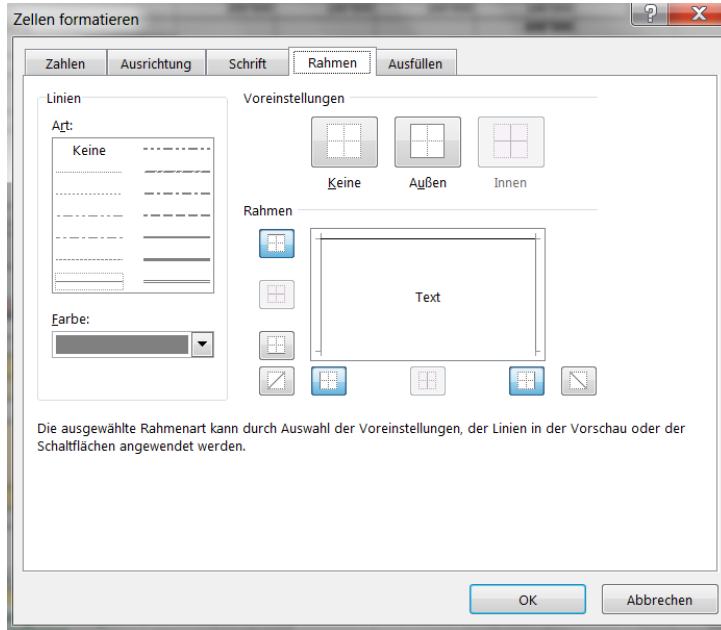 Zellen formatieren
?
X
Zahlen Ausrichtung Schrift Rahmen Ausfüllen
Linien
Art:
Keine
Farbe:
Voreinstellungen
Keine Außen Innen
Rahmen
Text
Die ausgewählte Rahmenart kann durch Auswahl der Voreinstellungen, der Linien in der Vorschau oder der
Schaltflächen angewendet werden.
OK Abbrechen